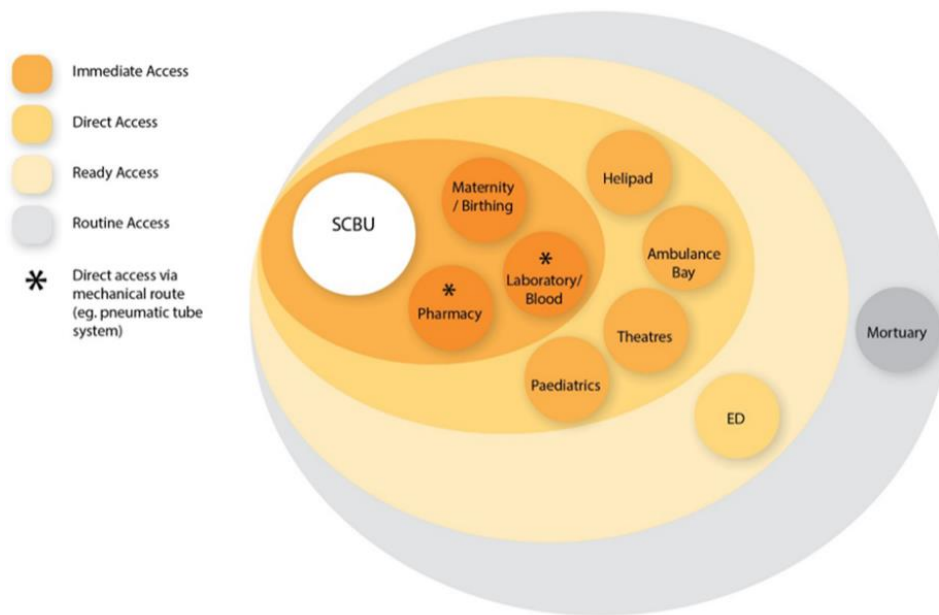 Immediate Access
Direct Access
Ready Access
Routine Access
*
Direct access via
mechanical route
(eg. pneumatic tube
system)
SCBU
Maternity
/ Birthing
*
Laboratory/
Blood
*
Pharmacy
Helipad
Ambulance
Bay
Theatres
Paediatrics
ED
Mortuary